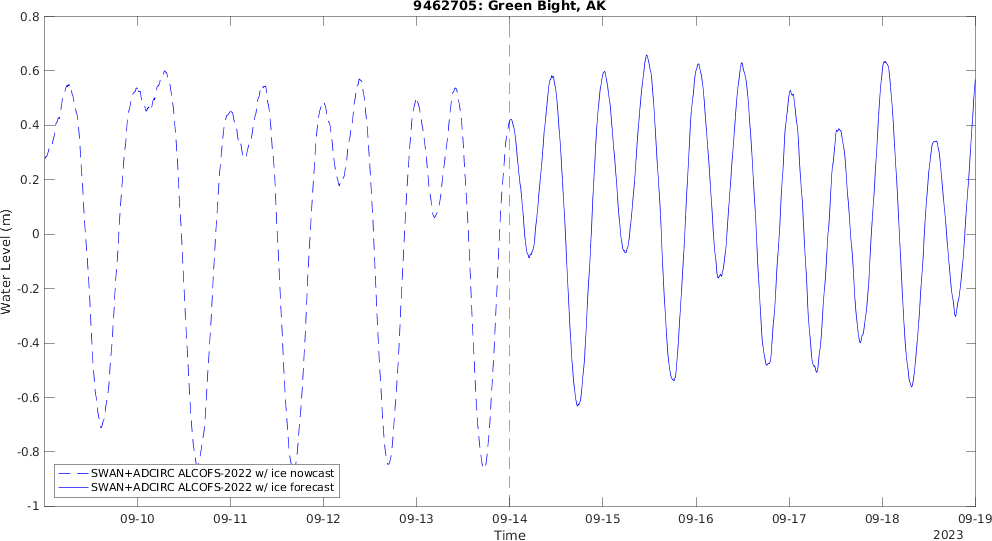 9462705: Green Bight, AK
0.8
0.6
0.4
0.2
0
-0.2
-0.4
-0.6
-0.8
-1
Water Level (m)
SWAN+ADCIRC ALCOFS-2022 w/ ice nowcast
SWAN+ADCIRC ALCOFS-2022 w/ ice forecast
09-10 09-11 09-12 09-13 09-14 09-15 09-16 09-17 09-18 09-19
Time
2023